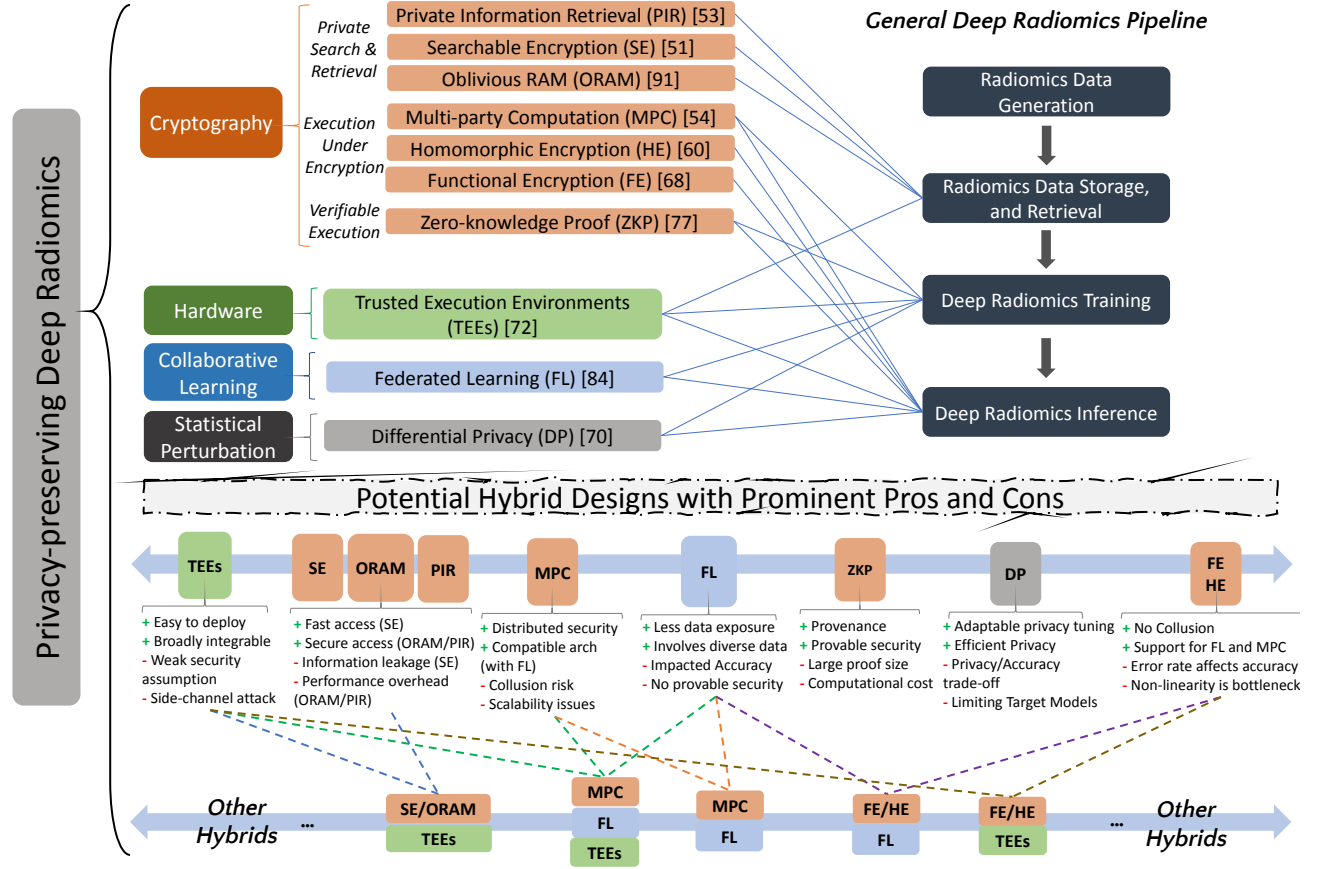 Privacy-preserving Deep Radiomics
Cryptography
Private
Search &
Retrieval
Private Information Retrieval (PIR) [53]
Searchable Encryption (SE) [51]
Oblivious RAM (ORAM) [91]
Execution
Under
Encryption
Multi-party Computation (MPC) [54]
Homomorphic Encryption (HE) [60]
Functional Encryption (FE) [68]
Verifiable
Execution
Zero-knowledge Proof (ZKP) [77]
Hardware
Trusted Execution Environments
(TEEs) [72]
Collaborative
Learning
Federated Learning (FL) [84]
Statistical
Perturbation
Differential Privacy (DP) [70]
General Deep Radiomics Pipeline
Radiomics Data
Generation
Radiomics Data Storage,
and Retrieval
Deep Radiomics Training
Deep Radiomics Inference
Potential Hybrid Designs with Prominent Pros and Cons
TEEs
+ Easy to deploy
+ Broadly integrable
- Weak security
assumption
- Side-channel attack
SE
ORAM
PIR
+ Fast access (SE)
+ Secure access (ORAM/PIR)
- Information leakage (SE)
- Performance overhead
(ORAM/PIR)
MPC
+ Distributed security
+ Compatible arch
(with FL)
- Collusion risk
- Scalability issues
FL
+ Less data exposure
+ Involves diverse data
- Impacted Accuracy
- No provable security
ZKP
+ Provenance
+ Provable security
- Large proof size
- Computational cost
DP
+ Adaptable privacy tuning
+ Efficient Privacy
- Privacy/Accuracy
trade-off
- Limiting Target Models
FE
HE
+ No Collusion
+ Support for FL and MPC
- Error rate affects accuracy
- Non-linearity is bottleneck
Other
Hybrids
...
SE/ORAM
TEEs
MPC
FL
TEEs
MPC
FL
FE/HE
FL
FE/HE
TEEs
...
Other
Hybrids